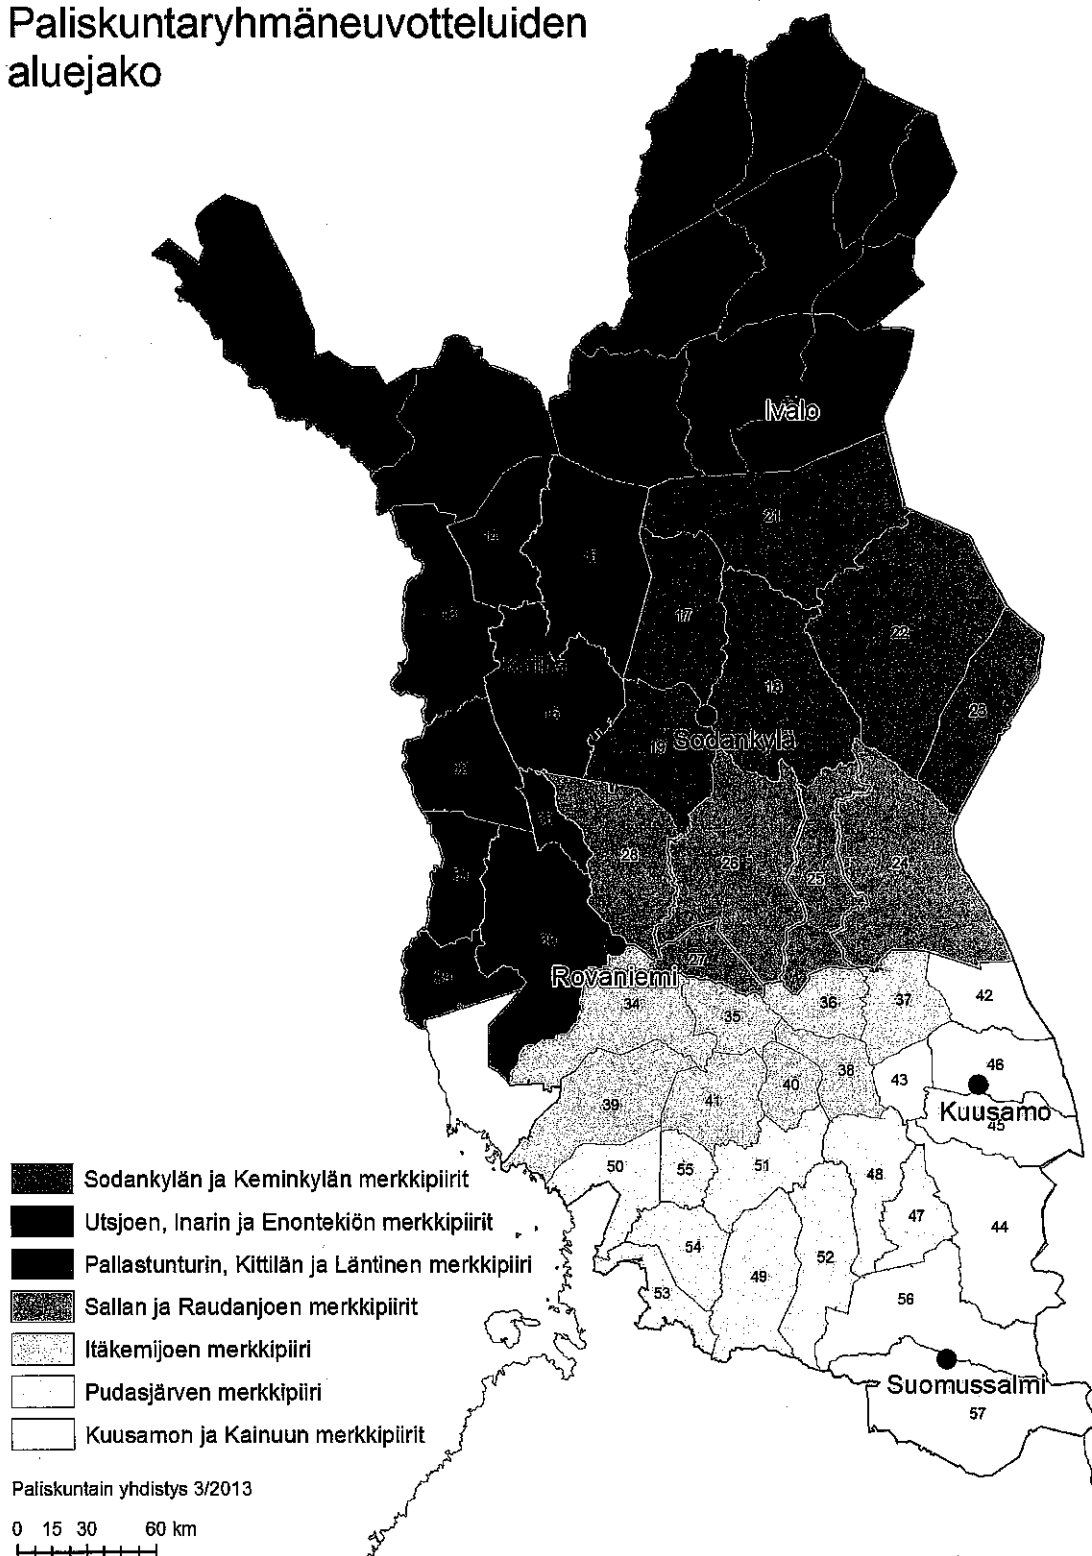 Paliskuntaryhmäneuvotteluiden
aluejako
Ivalo
21
17
22
18
23
19
Sodankylä
28
26
25
24
27
Rovaniemi
34
35
36
37
42
46
43
40
38
39
41
Kuusamo
45
50
55
51
48
47
44
54
49
52
53
56
Suomussalmi
57
Sodankylän ja Keminkylän merkkipiirit
Utsjoen, Inarin ja Enontekiön merkkipiirit
Pallastunturin, Kittilän ja Läntinen merkkipiiri
Sallan ja Raudanjoen merkkipiirit
Itäkemijoen merkkipiiri
Pudasjärven merkkipiiri
Kuusamon ja Kainuun merkkipiirit
Paliskuntain yhdistys 3/2013
0 15 30 60 km